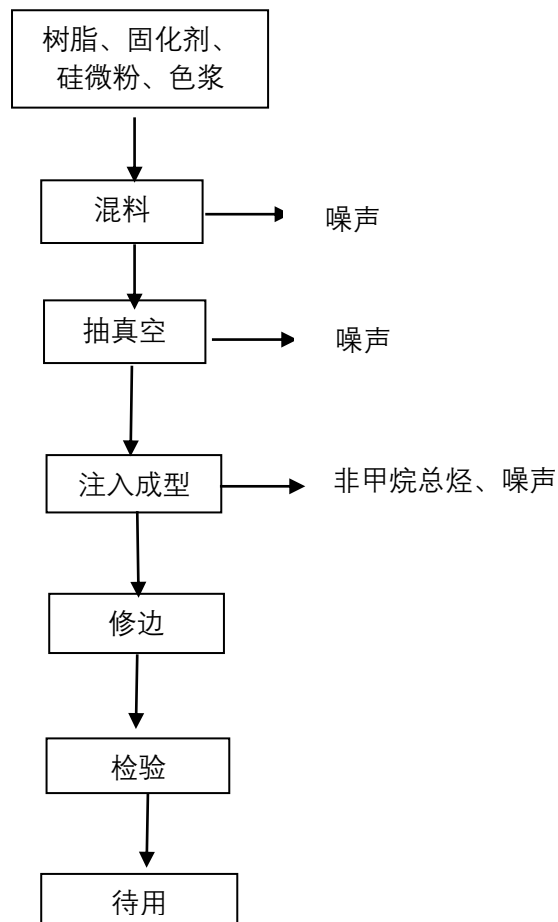 树脂、固化剂、
硅微粉、色浆
混料
噪声
抽真空
噪声
注入成型
非甲烷总烃、噪声
修边
检验
待用